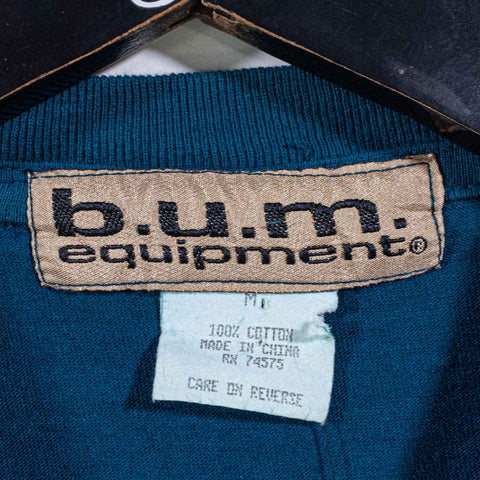 b.u.m.
equipment®
M
100% COTTON
MADE IN CHINA
RN 74575
CARE ON REVERSE